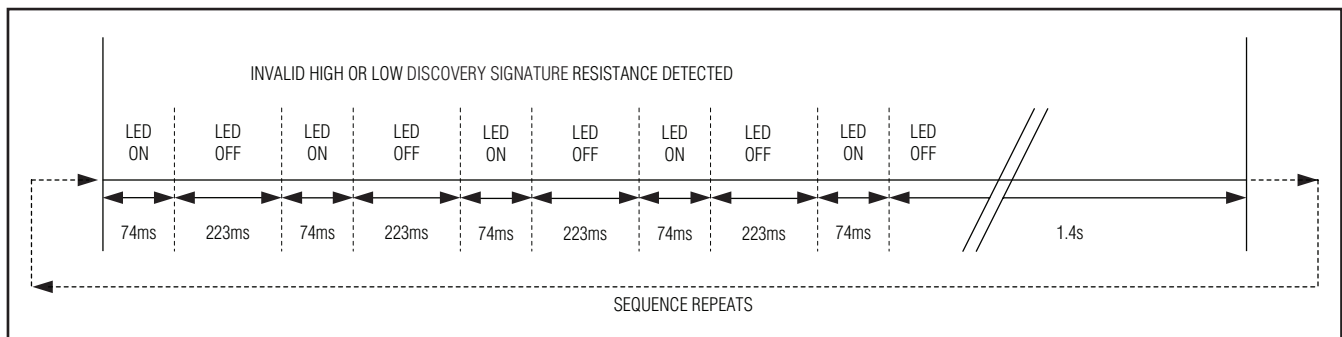 INVALID HIGH OR LOW DISCOVERY SIGNATURE RESISTANCE DETECTED
LED ON
LED OFF
LED ON
LED OFF
LED ON
LED OFF
LED ON
LED OFF
LED ON
LED OFF
74ms
223ms
74ms
223ms
74ms
223ms
74ms
223ms
74ms
1.4s
SEQUENCE REPEATS